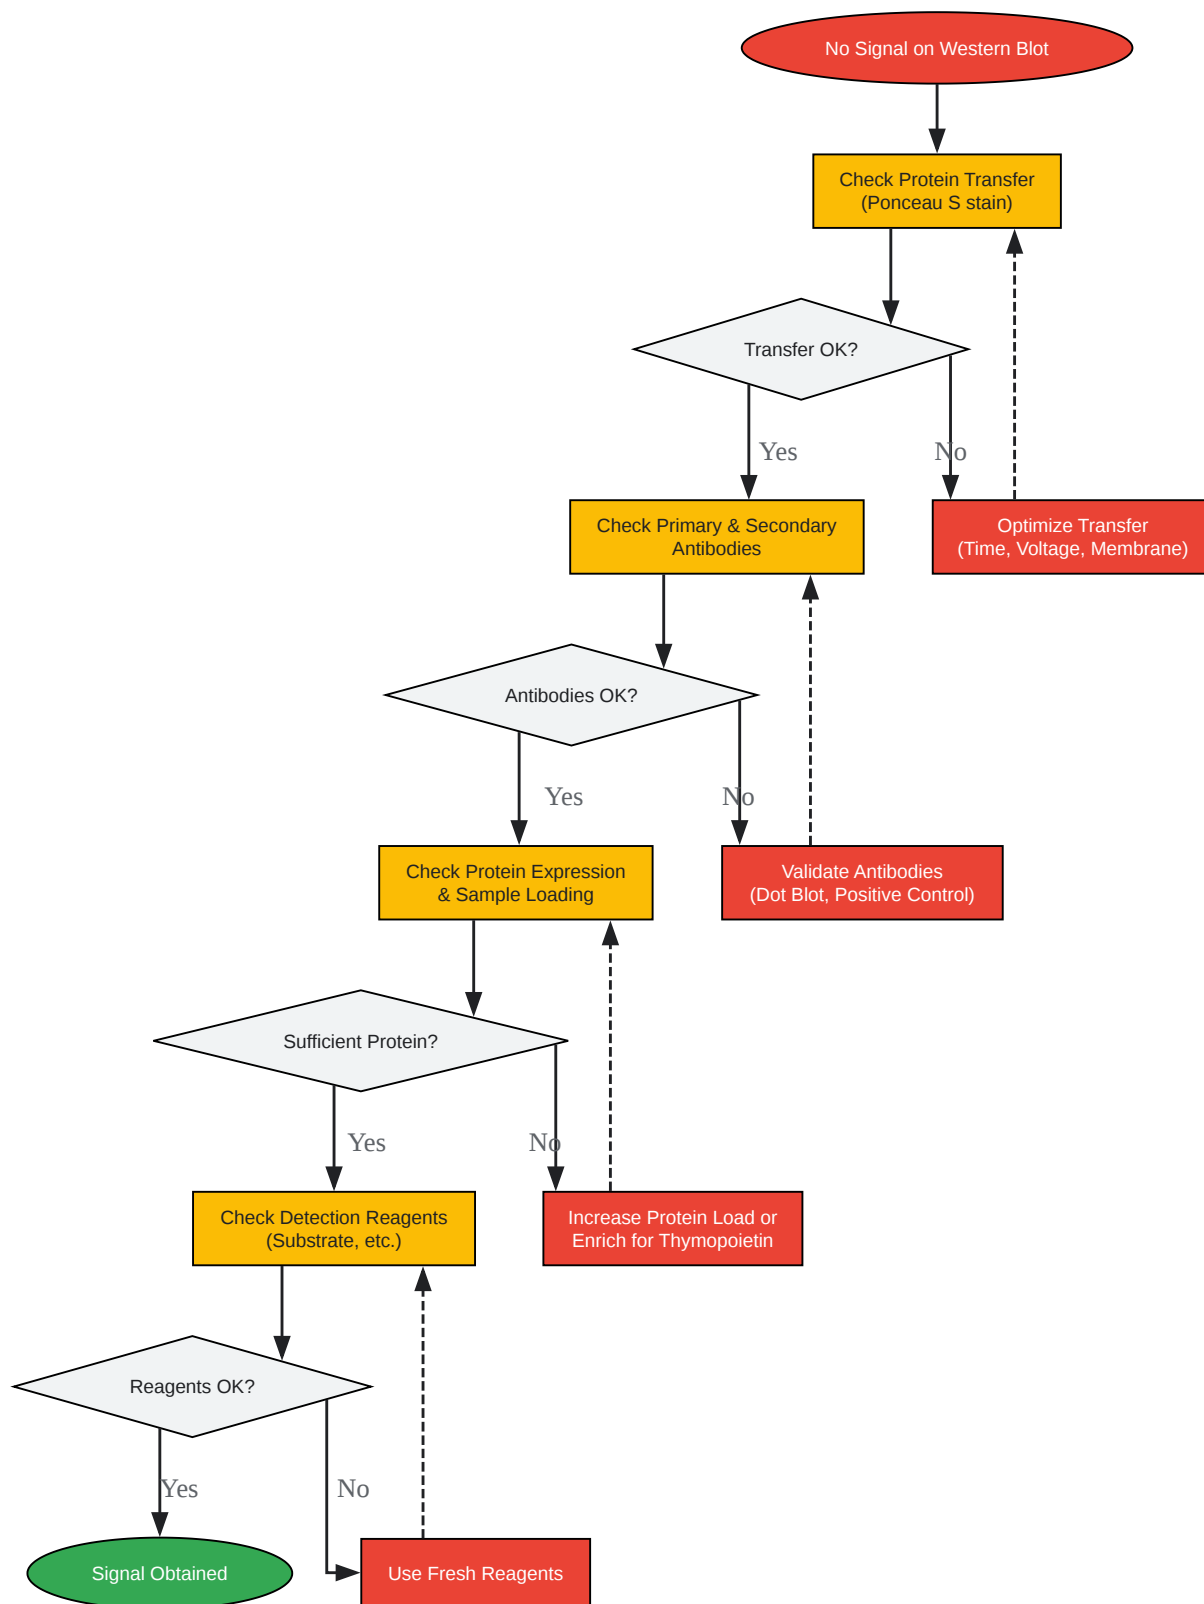 No Signal on Western Blot
Check Protein Transfer
(Ponceau S stain)
Transfer OK?
Yes
No
Check Primary & Secondary
Antibodies
Optimize Transfer
(Time, Voltage, Membrane)
Antibodies OK?
Yes
No
Check Protein Expression
& Sample Loading
Validate Antibodies
(Dot Blot, Positive Control)
Sufficient Protein?
Yes
No
Check Detection Reagents
(Substrate, etc.)
Increase Protein Load or
Enrich for Thymopoietin
Reagents OK?
Yes
No
Signal Obtained
Use Fresh Reagents